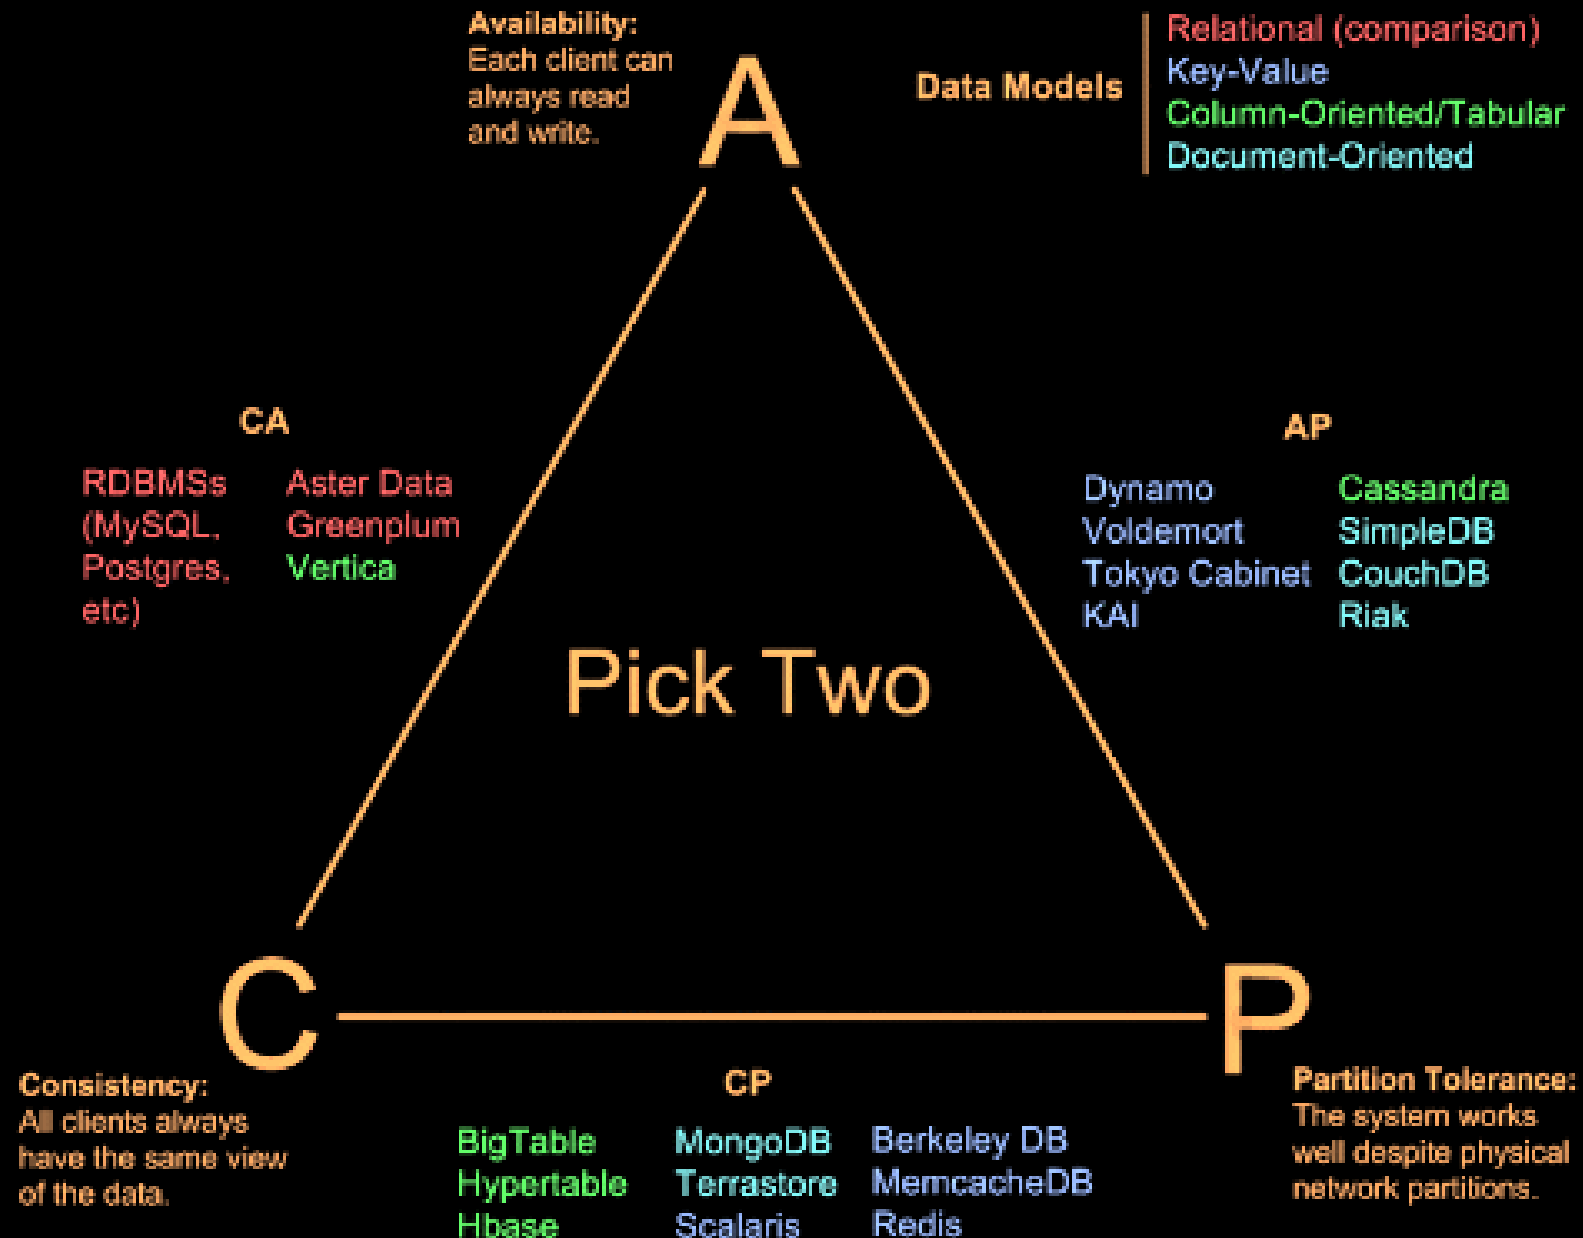 Availability:
Each client can
always read
and write.
A
Data Models
Relational (comparison)
Key-Value
Column-Oriented/Tabular
Document-Oriented
CA
RDBMSs
(MySQL,
Postgres,
etc)
Aster Data
Greenplum
Vertica
AP
Dynamo
Voldemort
Tokyo Cabinet
KAI
Cassandra
SimpleDB
CouchDB
Riak
Pick Two
C
Consistency:
All clients always
have the same view
of the data.
CP
BigTable
Hypertable
Hbase
MongoDB
Terrastore
Scalaris
Berkeley DB
MemcacheDB
Redis
P
Partition Tolerance:
The system works
well despite physical
network partitions.